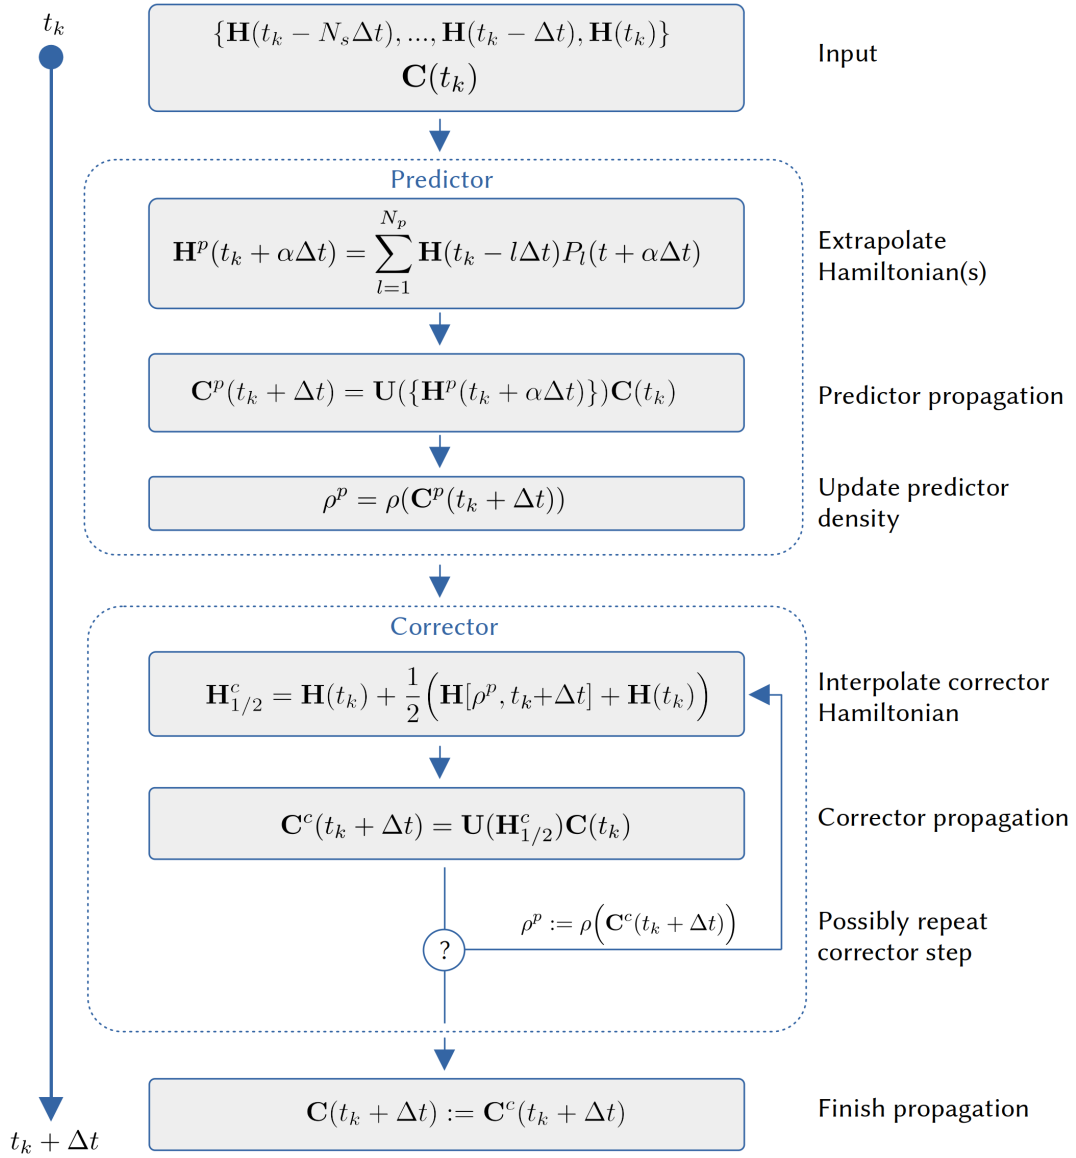 t_k
{H(t_k − N_sΔt), ..., H(t_k − Δt), H(t_k)}
C(t_k)
Input
Predictor
H^p(t_k + αΔt) = ∑_{l=1}^{N_p} H(t_k − lΔt)P_l(t + αΔt)
Extrapolate
Hamiltonian(s)
C^p(t_k + Δt) = U({H^p(t_k + αΔt)})C(t_k)
Predictor propagation
ρ^p = ρ(C^p(t_k + Δt))
Update predictor
density
Corrector
H^c_{1/2} = H(t_k) + \frac{1}{2}(H[ρ^p, t_k+Δt] + H(t_k))
Interpolate corrector
Hamiltonian
C^c(t_k + Δt) = U(H^c_{1/2})C(t_k)
Corrector propagation
ρ^p := ρ(C^c(t_k + Δt))
?
Possibly repeat
corrector step
C(t_k + Δt) := C^c(t_k + Δt)
Finish propagation
t_k + Δt